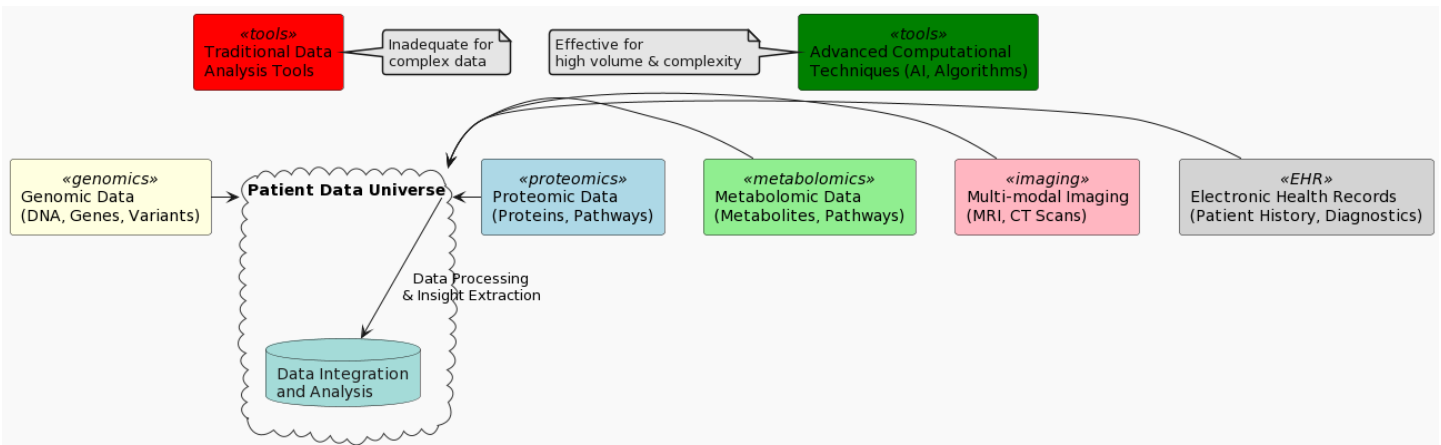 «tools»
Traditional Data
Analysis Tools
Inadequate for
complex data
Effective for
high volume & complexity
«tools»
Advanced Computational
Techniques (AI, Algorithms)
«genomics»
Genomic Data
(DNA, Genes, Variants)
Patient Data Universe
«proteomics»
Proteomic Data
(Proteins, Pathways)
«metabolomics»
Metabolomic Data
(Metabolites, Pathways)
«imaging»
Multi-modal Imaging
(MRI, CT Scans)
«EHR»
Electronic Health Records
(Patient History, Diagnostics)
Data Processing
& Insight Extraction
Data Integration
and Analysis